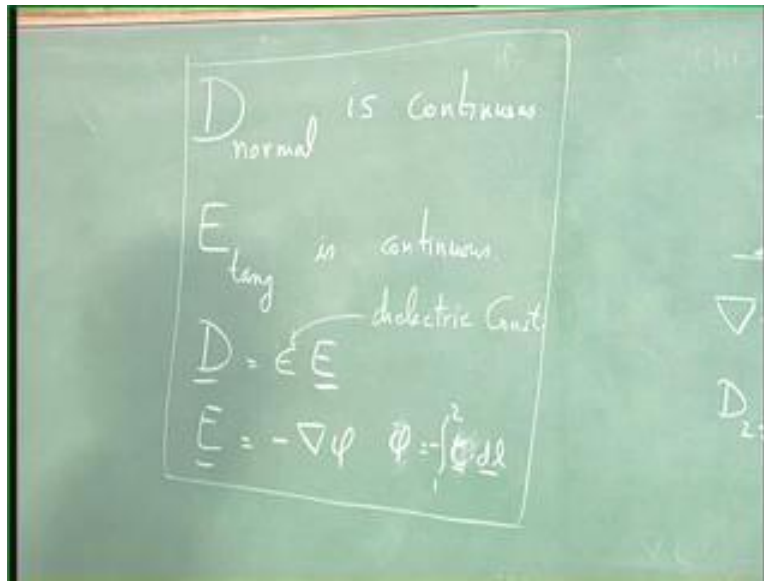 D normal is continuous
E tang is continuous.
dielectric Const.
D = ε E
E = - ∇φ φ = -∫₁² E·dl
∇
D₂ =